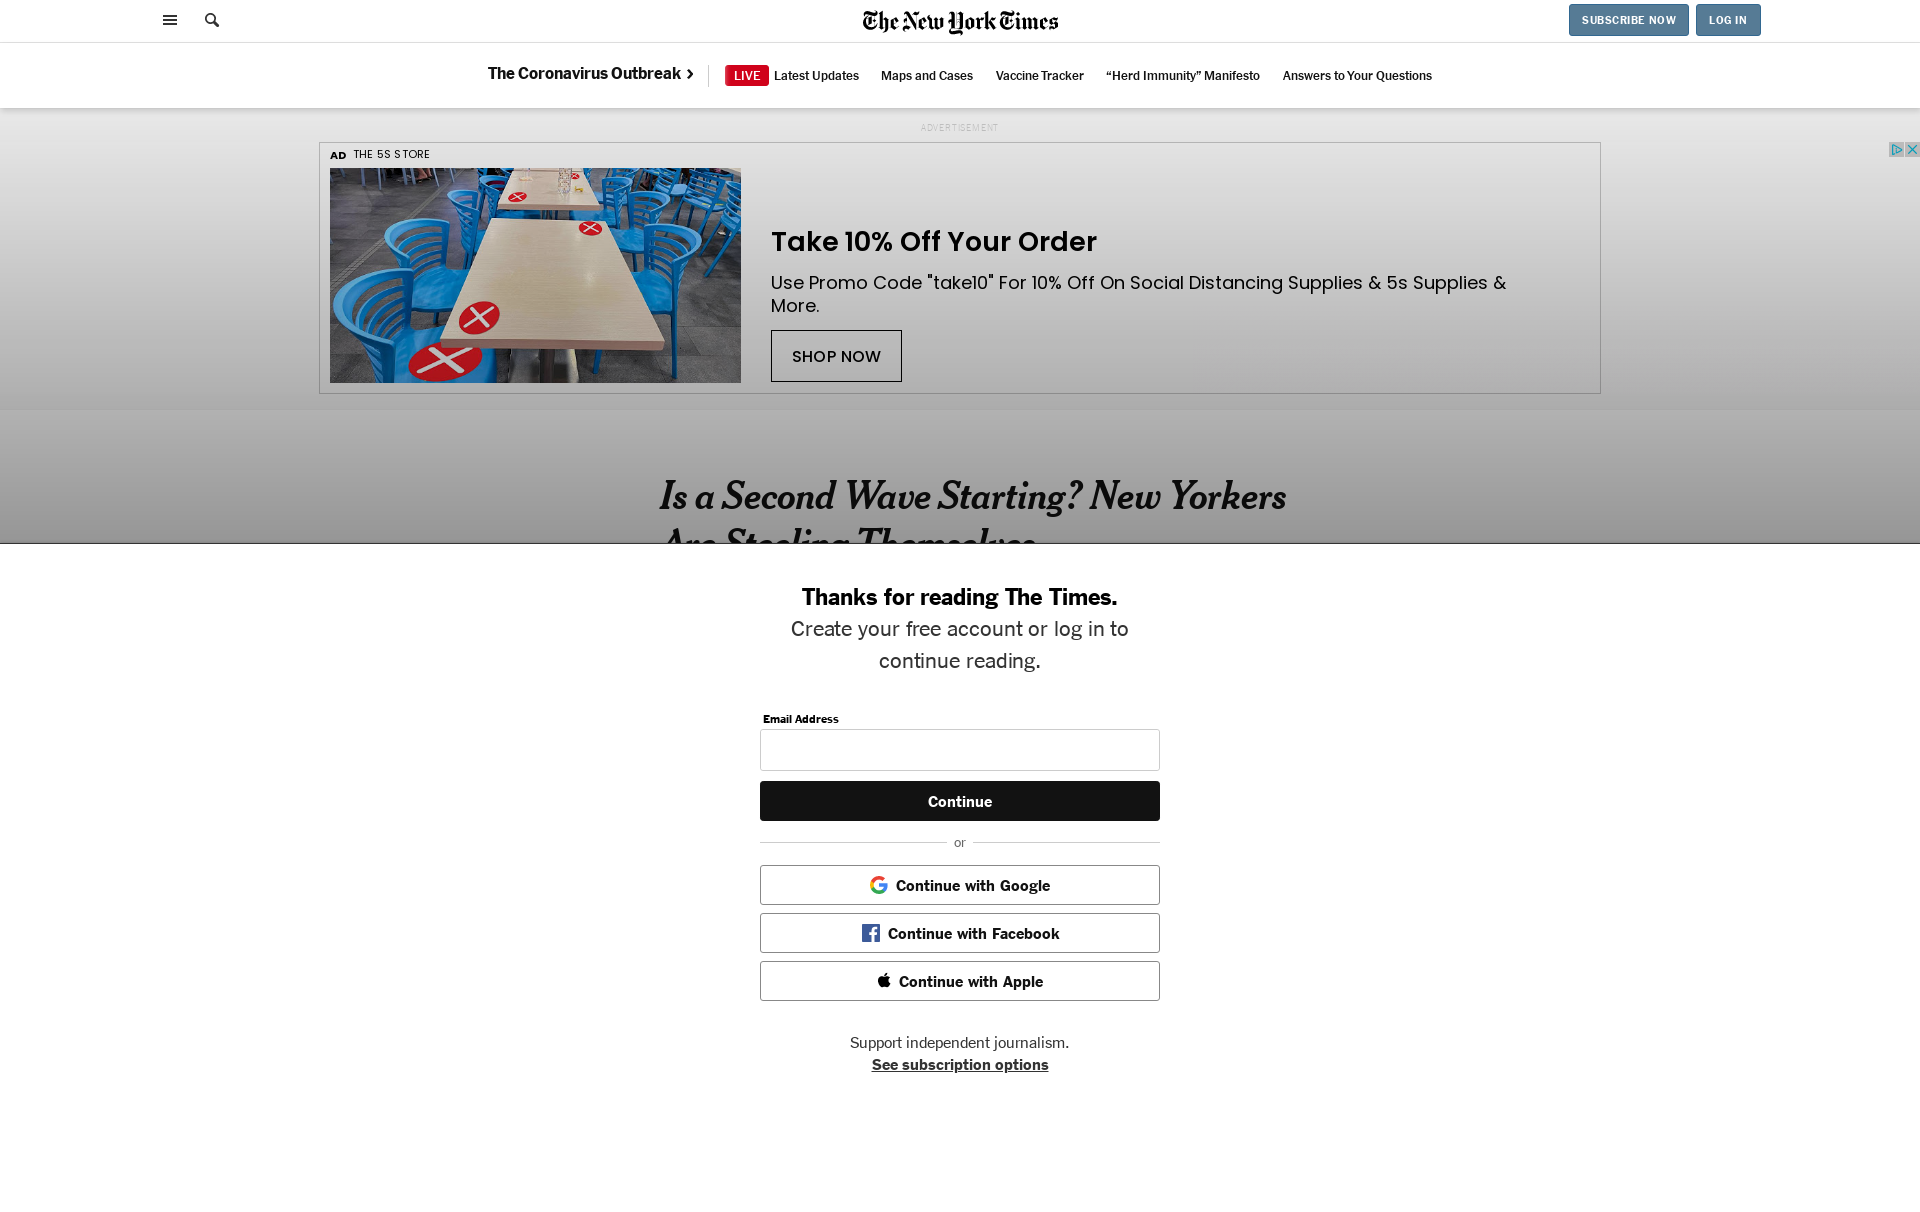 The New York Times
SUBSCRIBE NOW
LOG IN
The Coronavirus Outbreak
LIVE Latest Updates
Maps and Cases
Vaccine Tracker
“Herd Immunity” Manifesto
Answers to Your Questions
ADVERTISEMENT
AD THE 5S STORE
Take 10% Off Your Order
Use Promo Code "take10" For 10% Off On Social Distancing Supplies & 5s Supplies &
More.
SHOP NOW
Is a Second Wave Starting? New Yorkers
Are Steeling Themselves
Thanks for reading The Times.
Create your free account or log in to
continue reading.
Email Address
Continue
or
Continue with Google
Continue with Facebook
Continue with Apple
Support independent journalism.
See subscription options